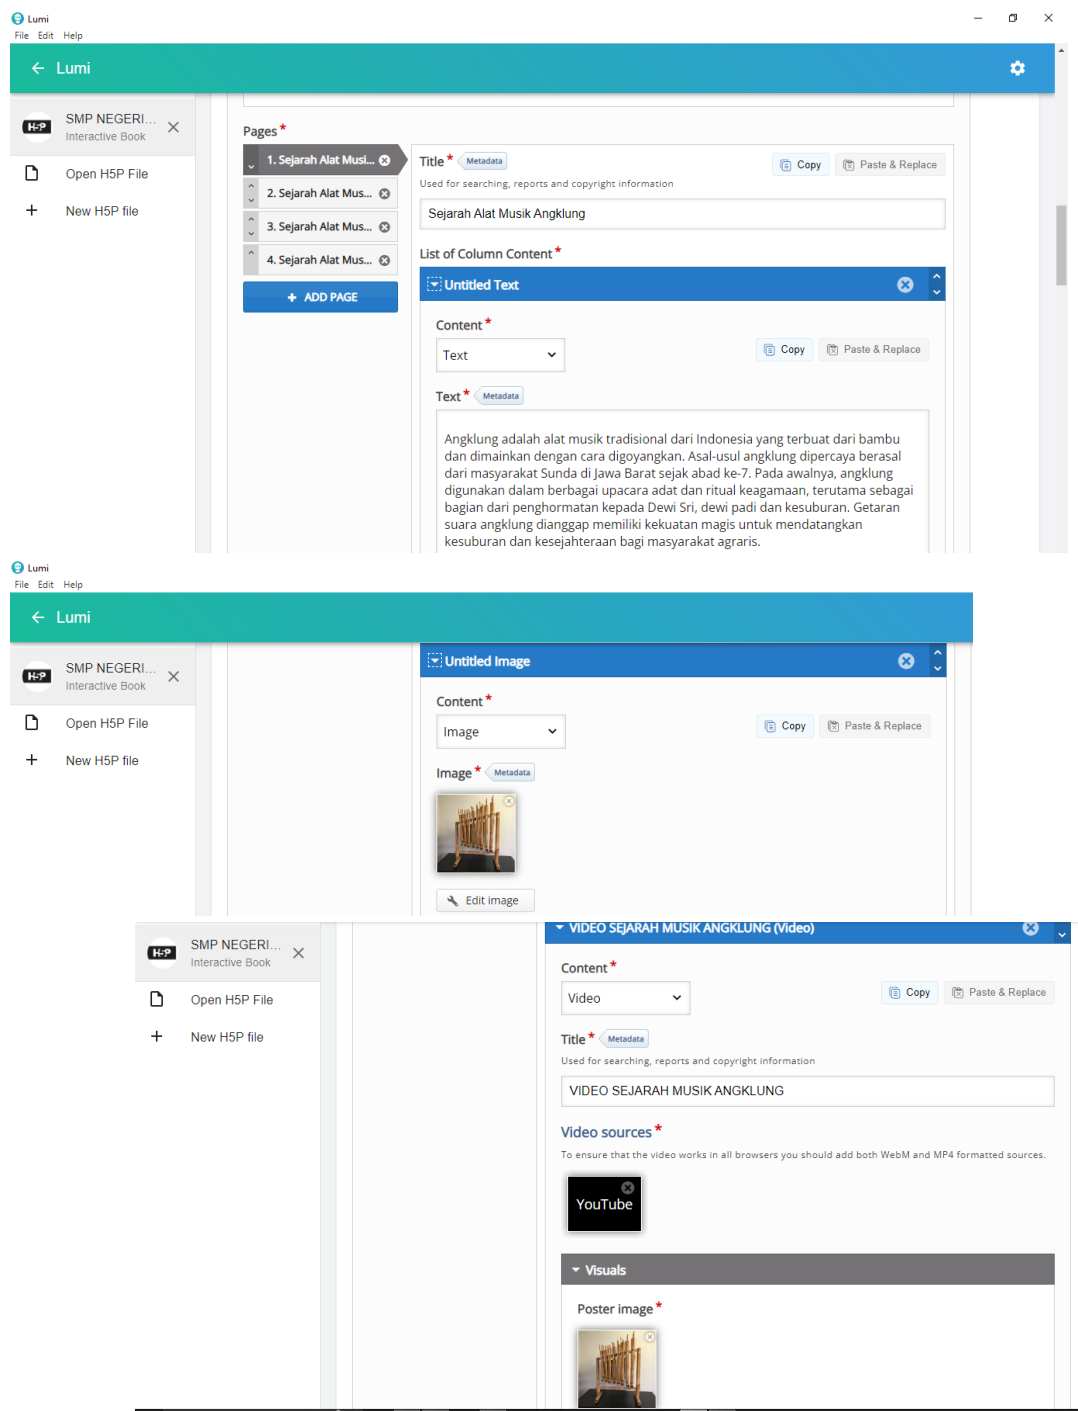 Lumi
File Edit Help
Lumi
SMP NEGERI...
Interactive Book
Open H5P File
New H5P file
Pages *
1. Sejarah Alat Musi...
2. Sejarah Alat Mus...
3. Sejarah Alat Mus...
4. Sejarah Alat Mus...
+ ADD PAGE
Title * Metadata
Copy
Paste & Replace
Used for searching, reports and copyright information
Sejarah Alat Musik Angklung
List of Column Content *
Untitled Text
Content *
Text
Copy
Paste & Replace
Text * Metadata
Angklung adalah alat musik tradisional dari Indonesia yang terbuat dari bambu
dan dimainkan dengan cara digoyangkan. Asal-usul angklung dipercaya berasal
dari masyarakat Sunda di Jawa Barat sejak abad ke-7. Pada awalnya, angklung
digunakan dalam berbagai upacara adat dan ritual keagamaan, terutama sebagai
bagian dari penghormatan kepada Dewi Sri, dewi padi dan kesuburan. Getaran
suara angklung dianggap memiliki kekuatan magis untuk mendatangkan
kesuburan dan kesejahteraan bagi masyarakat agraris.
Lumi
File Edit Help
Lumi
SMP NEGERI...
Interactive Book
Open H5P File
New H5P file
Untitled Image
Content *
Image
Copy
Paste & Replace
Image * Metadata
Edit image
H-P
SMP NEGERI...
Interactive Book
Open H5P File
New H5P file
VIDEO SEJARAH MUSIK ANGKLUNG (Video)
Content *
Video
Copy
Paste & Replace
Title * Metadata
Used for searching, reports and copyright information
VIDEO SEJARAH MUSIK ANGKLUNG
Video sources *
To ensure that the video works in all browsers you should add both WebM and MP4 formatted sources.
YouTube
Visuals
Poster image *